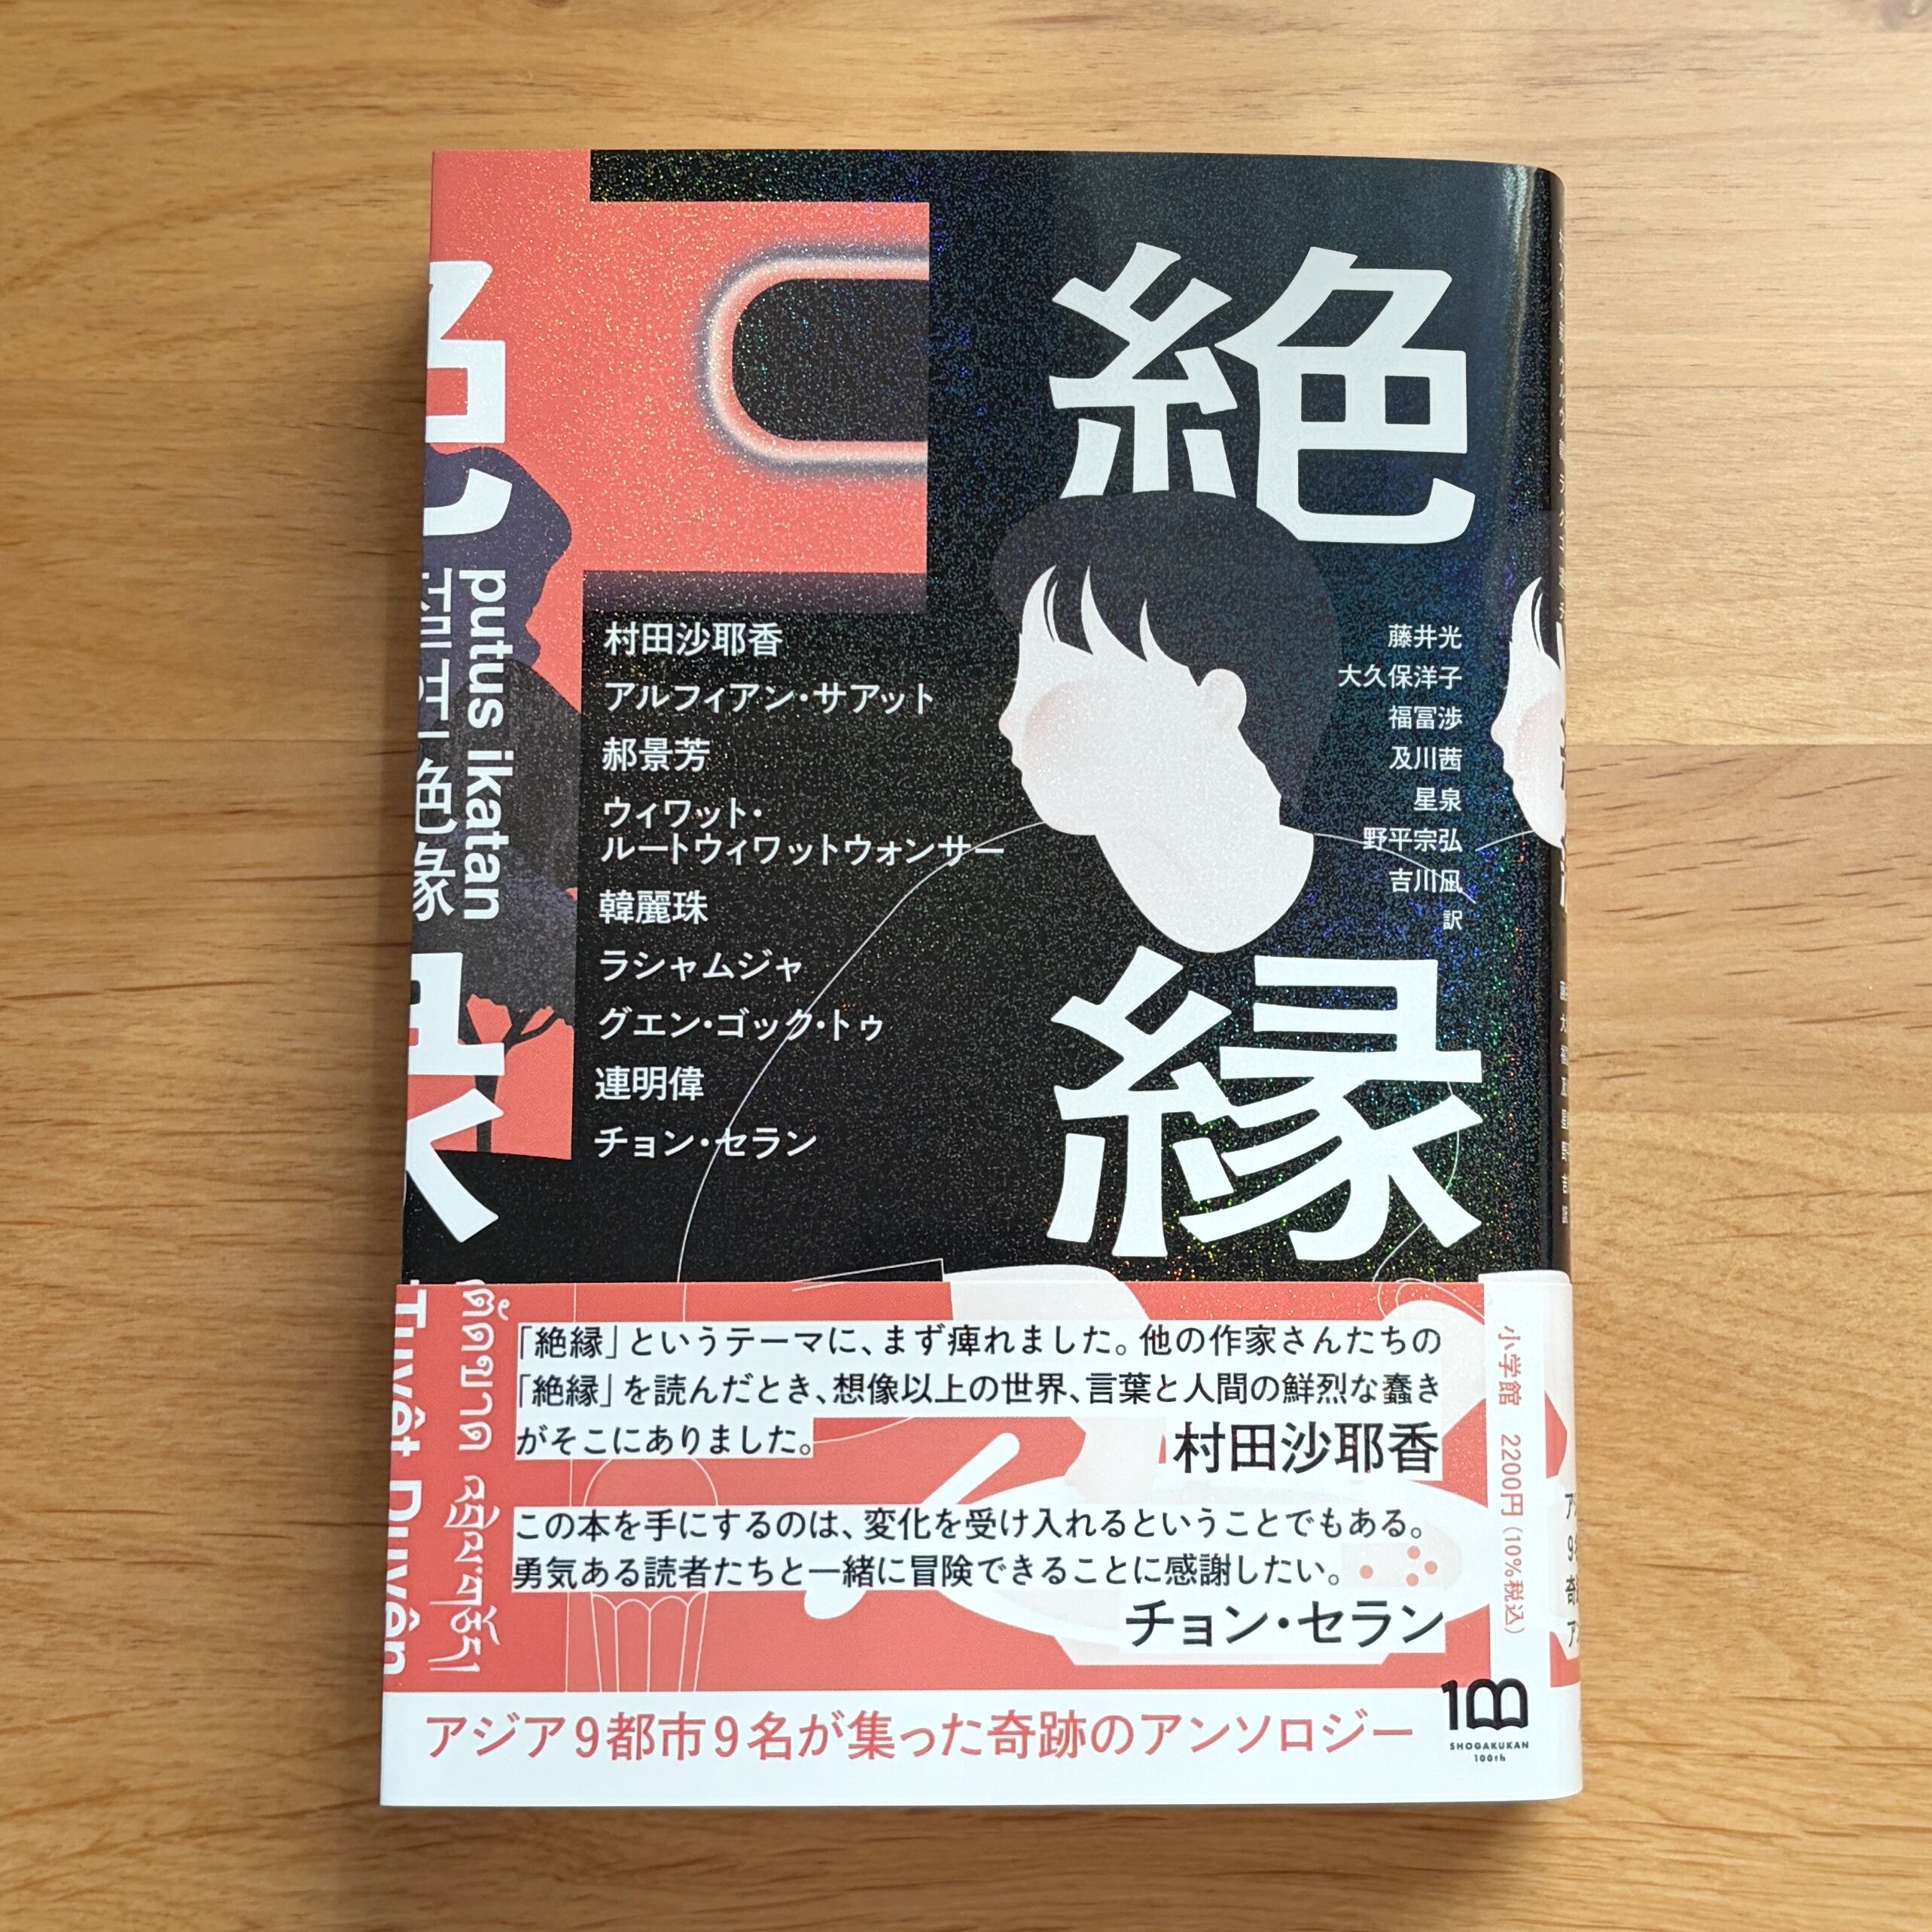 絶縁
村田沙耶香
アルフィアン・サアット
郝景芳
ウィワット・
ルートウィワットウォンサー
韓麗珠
ラシャムジャ
グエン・ゴック・トゥ
連明偉
チョン・セラン
藤井光
大久保洋子
福冨渉
及川茜
星泉
野平宗弘
吉川凪
訳
putus ikatan
절연
絶縁
ตัดขาด
Tuyệt Duyên
「絶縁」というテーマに、まず痺れました。他の作家さんたちの
「絶縁」を読んだとき、想像以上の世界、言葉と人間の鮮烈な蠢き
がそこにありました。
村田沙耶香
この本を手にするのは、変化を受け入れるということでもある。
勇気ある読者たちと一緒に冒険できることに感謝したい。
チョン・セラン
小学館 2200円(10%税込)
アジア9都市9名が集った奇跡のアンソロジー
100
SHOGAKUKAN
100th